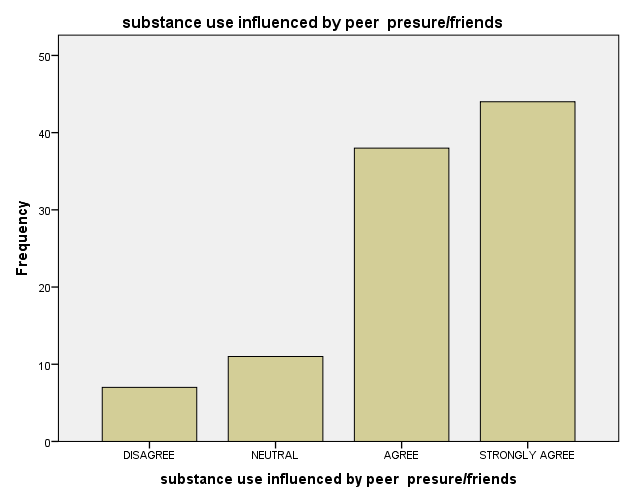 substance use influenced by peer  presure/friends
50
40
30
20
10
0
Frequency
DISAGREE NEUTRAL AGREE STRONGLY AGREE
substance use influenced by peer  presure/friends